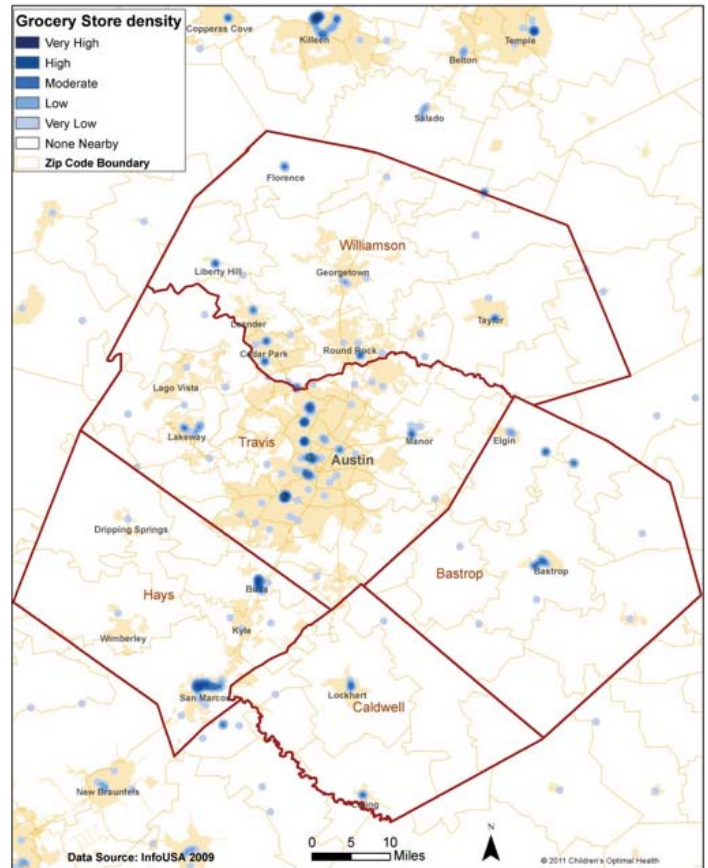 Grocery Store density
Very High
High
Moderate
Low
Very Low
None Nearby
Zip Code Boundary
Copperas Cove
Killeen
Temple
Belton
Salado
Florence
Williamson
Liberty Hill
Georgetown
Leander
Taylor
Cedar Park
Round Rock
Lago Vista
Lakeway
Travis
Manor
Elgin
Austin
Dripping Springs
Bastrop
Bastrop
Hays
Buda
Wimberley
Kyle
San Marcos
Lockhart
Caldwell
New Braunfels
Luling
Data Source: InfoUSA 2009
0 5 10
Miles
N
© 2011 Children's Optimal Health